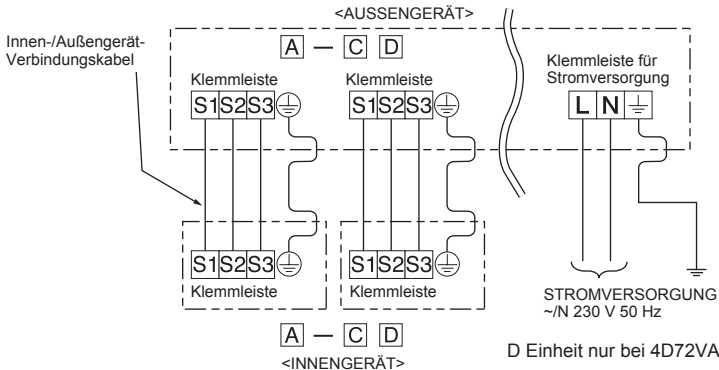 <AUSSENGERÄT>
Innen-/Außengerät-
Verbindungskabel
A — C D
Klemmleiste
Klemmleiste
Klemmleiste für
Stromversorgung
S1 S2 S3
S1 S2 S3
L N
S1 S2 S3
S1 S2 S3
Klemmleiste
Klemmleiste
STROMVERSORGUNG
~/N 230 V 50 Hz
A — C D
<INNENGERÄT>
D Einheit nur bei 4D72VA